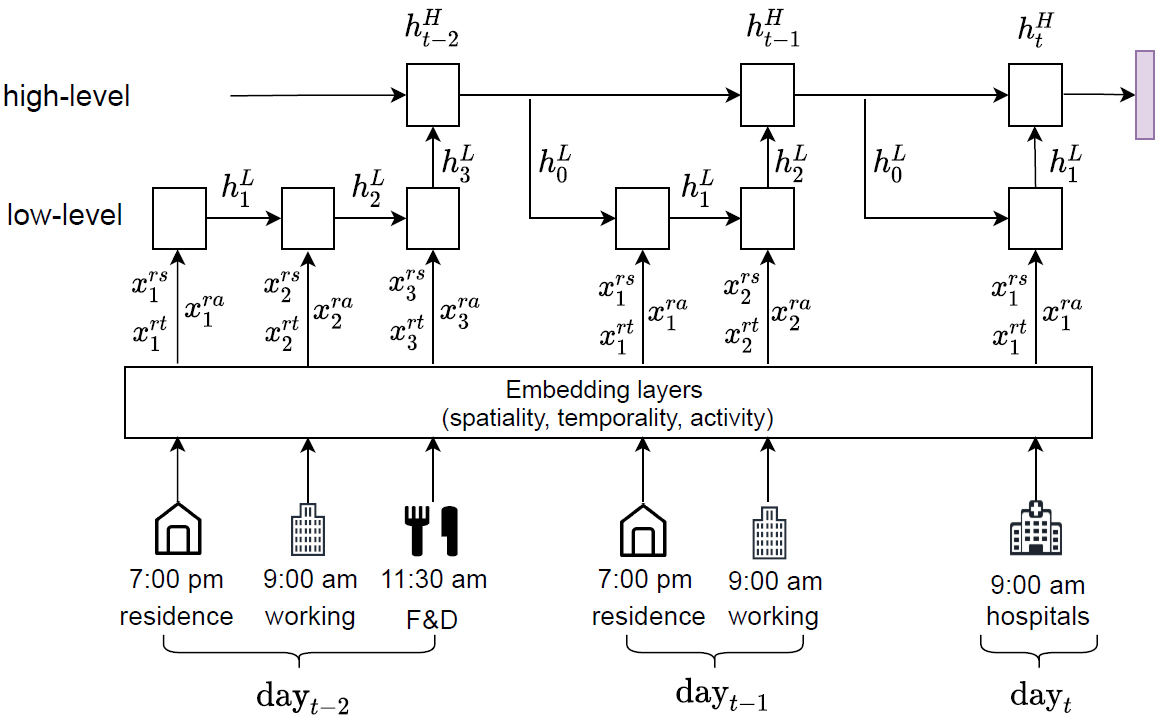 h^H_{t-2} h^H_{t-1} h^H_t
high-level
h^L_3 h^L_0 h^L_2 h^L_0 h^L_1
low-level h^L_1 h^L_2 h^L_1
x^{rs}_1 x^{ra}_1 x^{rs}_2 x^{ra}_2 x^{rs}_3 x^{ra}_3 x^{rs}_1 x^{ra}_1 x^{rs}_2 x^{ra}_2 x^{rs}_1 x^{ra}_1
x^{rt}_1 x^{rt}_2 x^{rt}_3 x^{rt}_1 x^{rt}_2 x^{rt}_1
Embedding layers
(spatiality, temporality, activity)
7:00 pm 9:00 am 11:30 am 7:00 pm 9:00 am 9:00 am
residence working F&D residence working hospitals
day_{t-2} day_{t-1} day_t